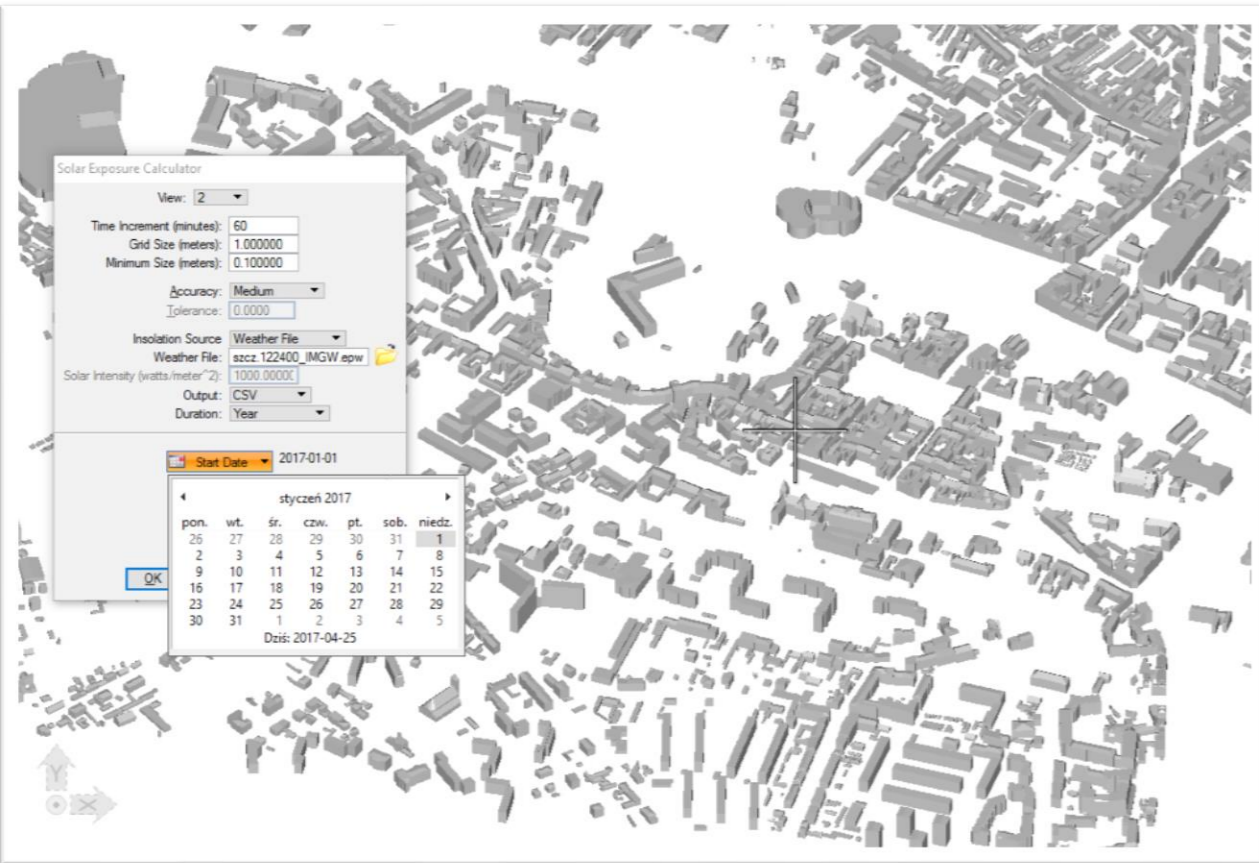 Solar Exposure Calculator
View: 2
Time Increment (minutes): 60
Grid Size (meters): 1.000000
Minimum Size (meters): 0.100000
Accuracy: Medium
Tolerance: 0.0000
Insolation Source Weather File
Weather File: szcz.122400_IMGW.epw
Solar Intensity (watts/meter^2): 1000.00000
Output: CSV
Duration: Year
Start Date 2017-01-01
styczeń 2017
pon. wt. śr. czw. pt. sob. niedz.
26 27 28 29 30 31 1
2 3 4 5 6 7 8
9 10 11 12 13 14 15
16 17 18 19 20 21 22
23 24 25 26 27 28 29
30 31 1 2 3 4 5
Dziś: 2017-04-25
OK
Y
X